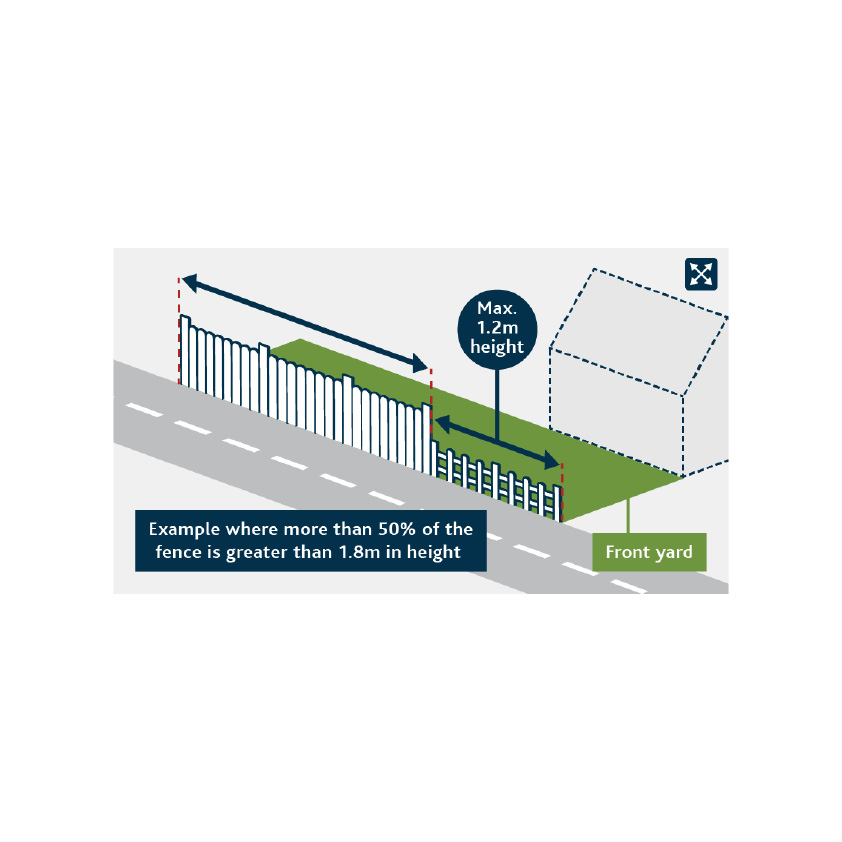 Max.
1.2m
height
Example where more than 50% of the
fence is greater than 1.8m in height
Front yard